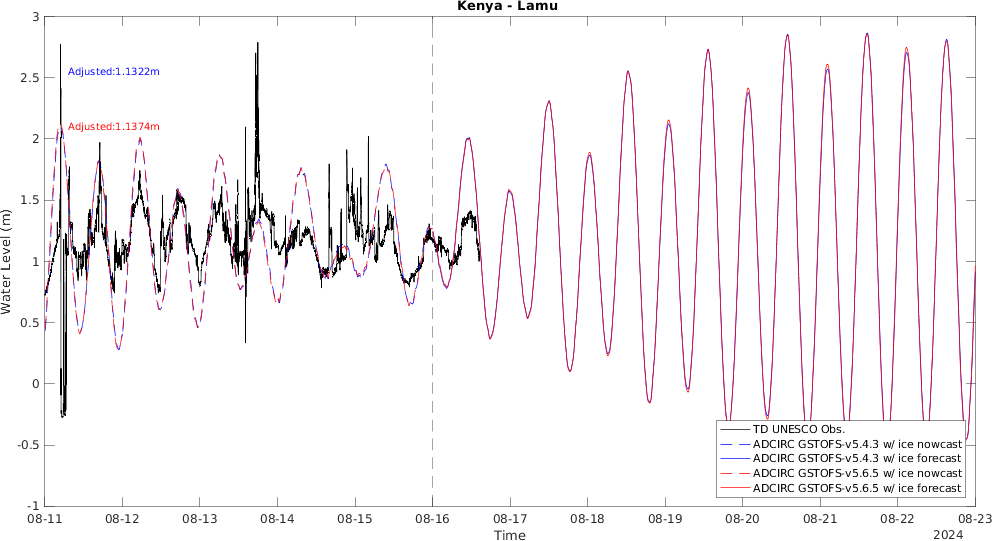 Kenya - Lamu
3
2.5
2
1.5
1
0.5
0
-0.5
-1
Water Level (m)
Adjusted:1.1322m
Adjusted:1.1374m
TD UNESCO Obs.
ADCIRC GSTOFS-v5.4.3 w/ ice nowcast
ADCIRC GSTOFS-v5.4.3 w/ ice forecast
ADCIRC GSTOFS-v5.6.5 w/ ice nowcast
ADCIRC GSTOFS-v5.6.5 w/ ice forecast
08-11 08-12 08-13 08-14 08-15 08-16 08-17 08-18 08-19 08-20 08-21 08-22 08-23
Time
2024